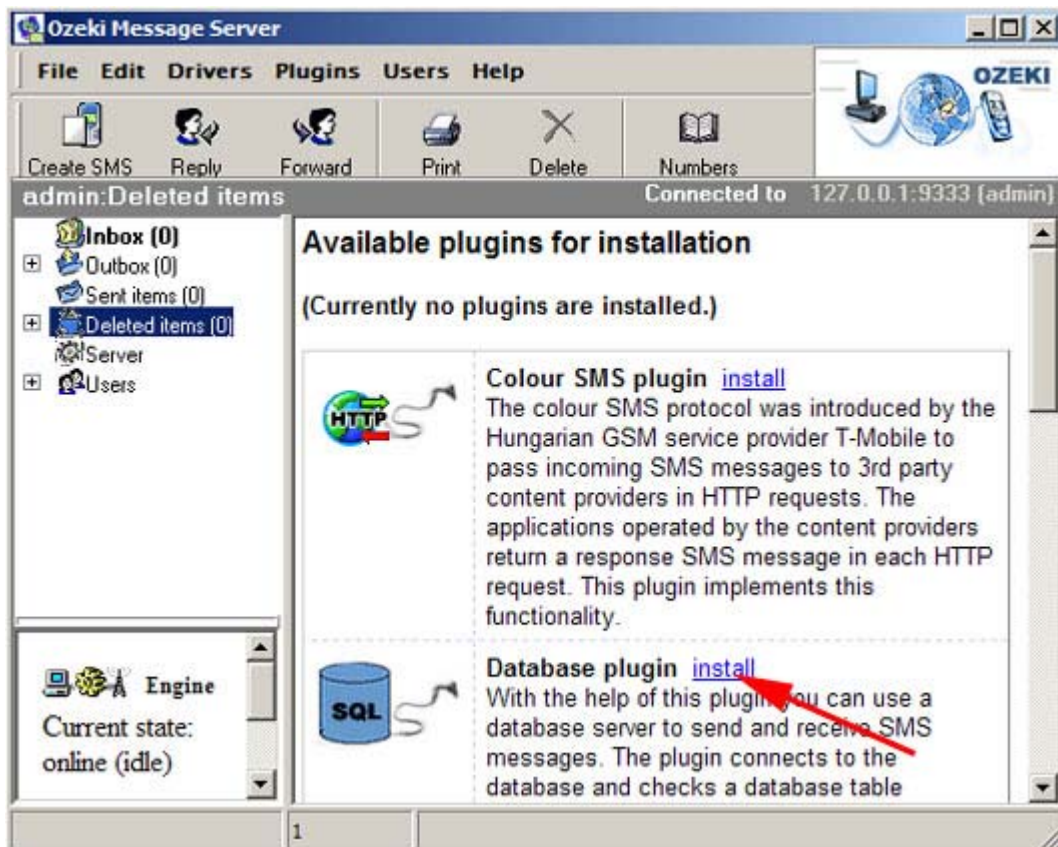 Ozeki Message Server
File Edit Drivers Plugins Users Help
OZEKI
Create SMS Reply Forward Print Delete Numbers
admin:Deleted items Connected to 127.0.0.1:9333 (admin)
Inbox (0)
Outbox (0)
Sent items (0)
Deleted items (0)
Server
Users
Engine
Current state:
online (idle)
Available plugins for installation
(Currently no plugins are installed.)
HTTP
Colour SMS plugin install
The colour SMS protocol was introduced by the
Hungarian GSM service provider T-Mobile to
pass incoming SMS messages to 3rd party
content providers in HTTP requests. The
applications operated by the content providers
return a response SMS message in each HTTP
request. This plugin implements this
functionality.
SQL
Database plugin install
With the help of this plugin you can use a
database server to send and receive SMS
messages. The plugin connects to the
database and checks a database table
1